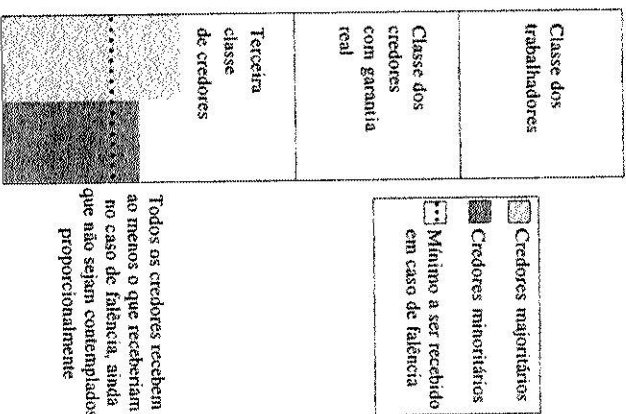 Classe dos
trabalhadores
Classe dos
credores
com garantia
real
Terceira
classe
de credores
Credores majoritários
Credores minoritários
Mínimo a ser recebido
em caso de falência
Todos os credores recebem
ao menos o que receberiam
no caso de falência, ainda
que não sejam contemplados
proporcionalmente